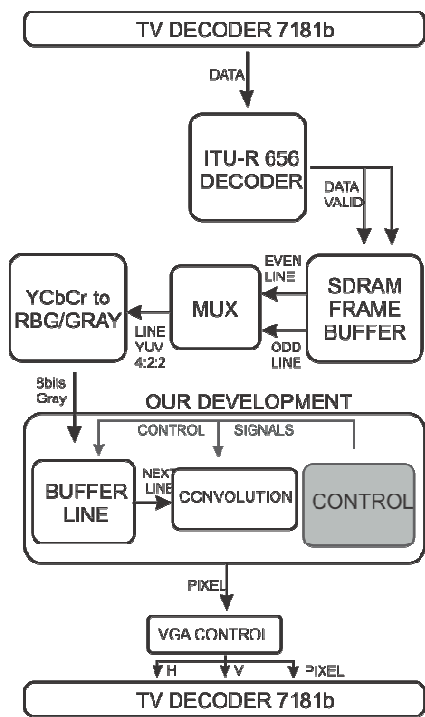 TV DECODER 7181b
DATA
ITU-R 656
DECODER
DATA
VALID
EVEN
LINE
SDRAM
FRAME
BUFFER
MUX
YCbCr to
RBG/GRAY
LINE
YUV
4:2:2
ODD
LINE
8bits
Gray
OUR DEVELOPMENT
CONTROL SIGNALS
BUFFER
LINE
NEXT
LINE
CCNVOLUTION
CONTROL
PIXEL
VGA CONTROL
H V PIXEL
TV DECODER 7181b